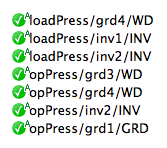 A loadPress/grd4/WD
A loadPress/inv1/INV
A loadPress/inv2/INV
A opPress/grd3/WD
A opPress/grd4/WD
A opPress/inv2/INV
A opPress/grd1/GRD